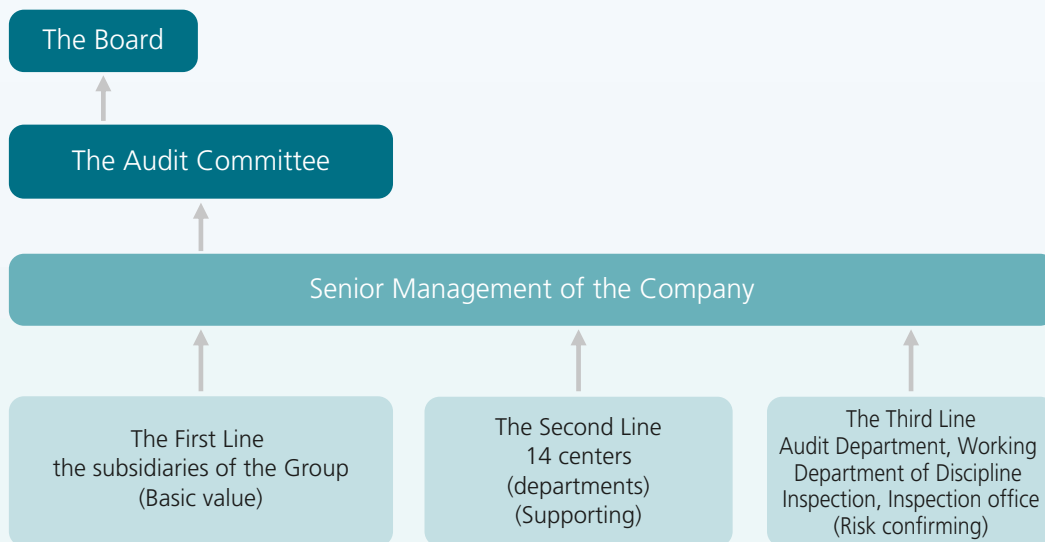 The Board
The Audit Committee
Senior Management of the Company
The First Line
the subsidiaries of the Group
(Basic value)
The Second Line
14 centers
(departments)
(Supporting)
The Third Line
Audit Department, Working
Department of Discipline
Inspection, Inspection office
(Risk confirming)